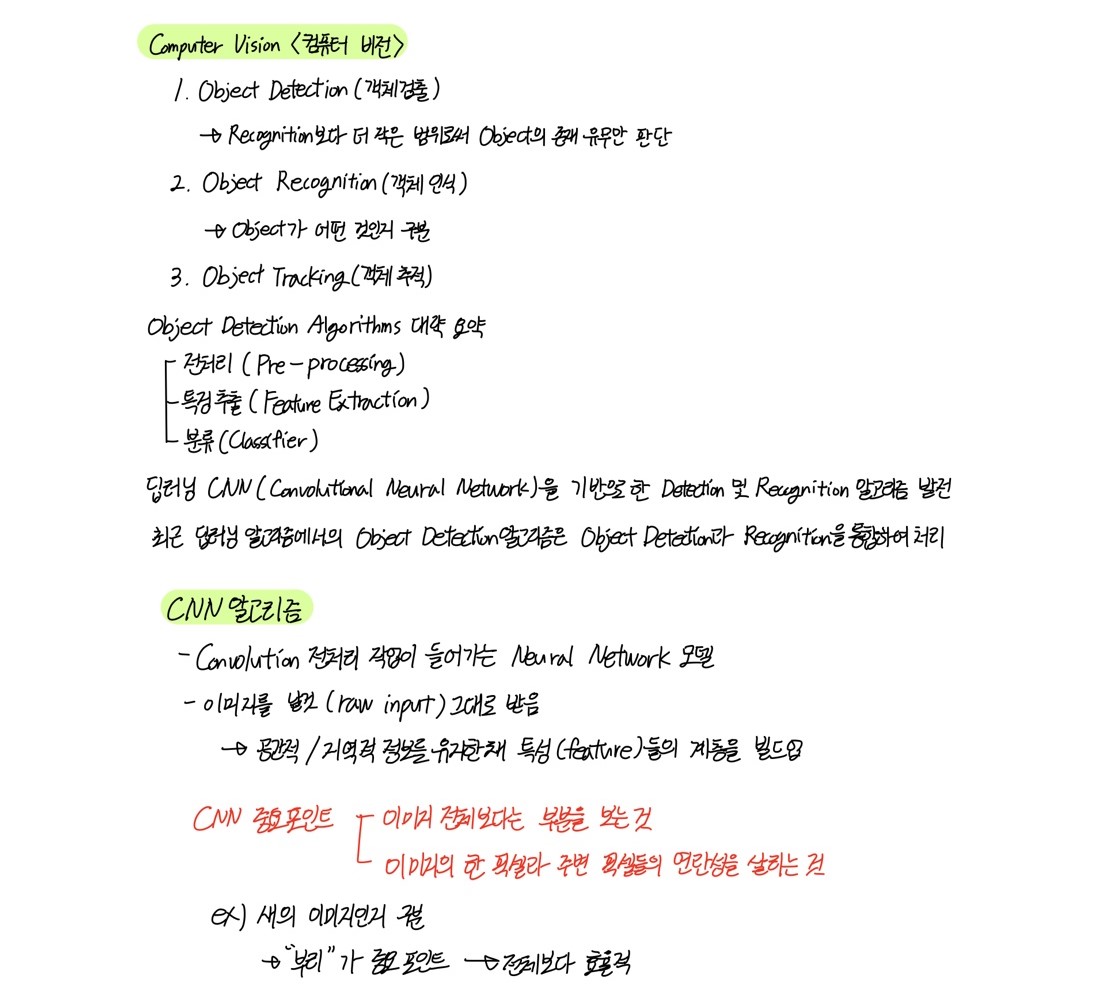 Computer Vision <컴퓨터 비전>
1. Object Detection (객체검출)
→ Recognition보다 더 작은 범위로써 Object의 존재 유무만 판단
2. Object Recognition (객체 인식)
→ Object가 어떤 것인지 구분
3. Object Tracking (객체 추적)
Object Detection Algorithms 대략 요약
전처리 (Pre-processing)
특징추출 (Feature Extraction)
분류 (Classifier)
딥러닝 CNN (Convolutional Neural Network)을 기반으로한 Detection 및 Recognition 알고리즘 발전
최근 딥러닝 알고리즘에서의 Object Detection알고리즘은 Object Detection과 Recognition을 통합하여 처리
CNN 알고리즘
- Convolution 전처리 작업이 들어가는 Neural Network 모델
- 이미지를 날것 (raw input) 그대로 받음
→ 공간적 / 지역적 정보를 유지한채 특성(feature)들의 계층을 빌드업
CNN 중요포인트
이미지 전체보다는 부분을 보는 것
이미지의 한 픽셀과 주변 픽셀들의 연관성을 살리는 것
ex) 새의 이미지인지 구별
→ "부리"가 중요 포인트 → 전체보다 효율적